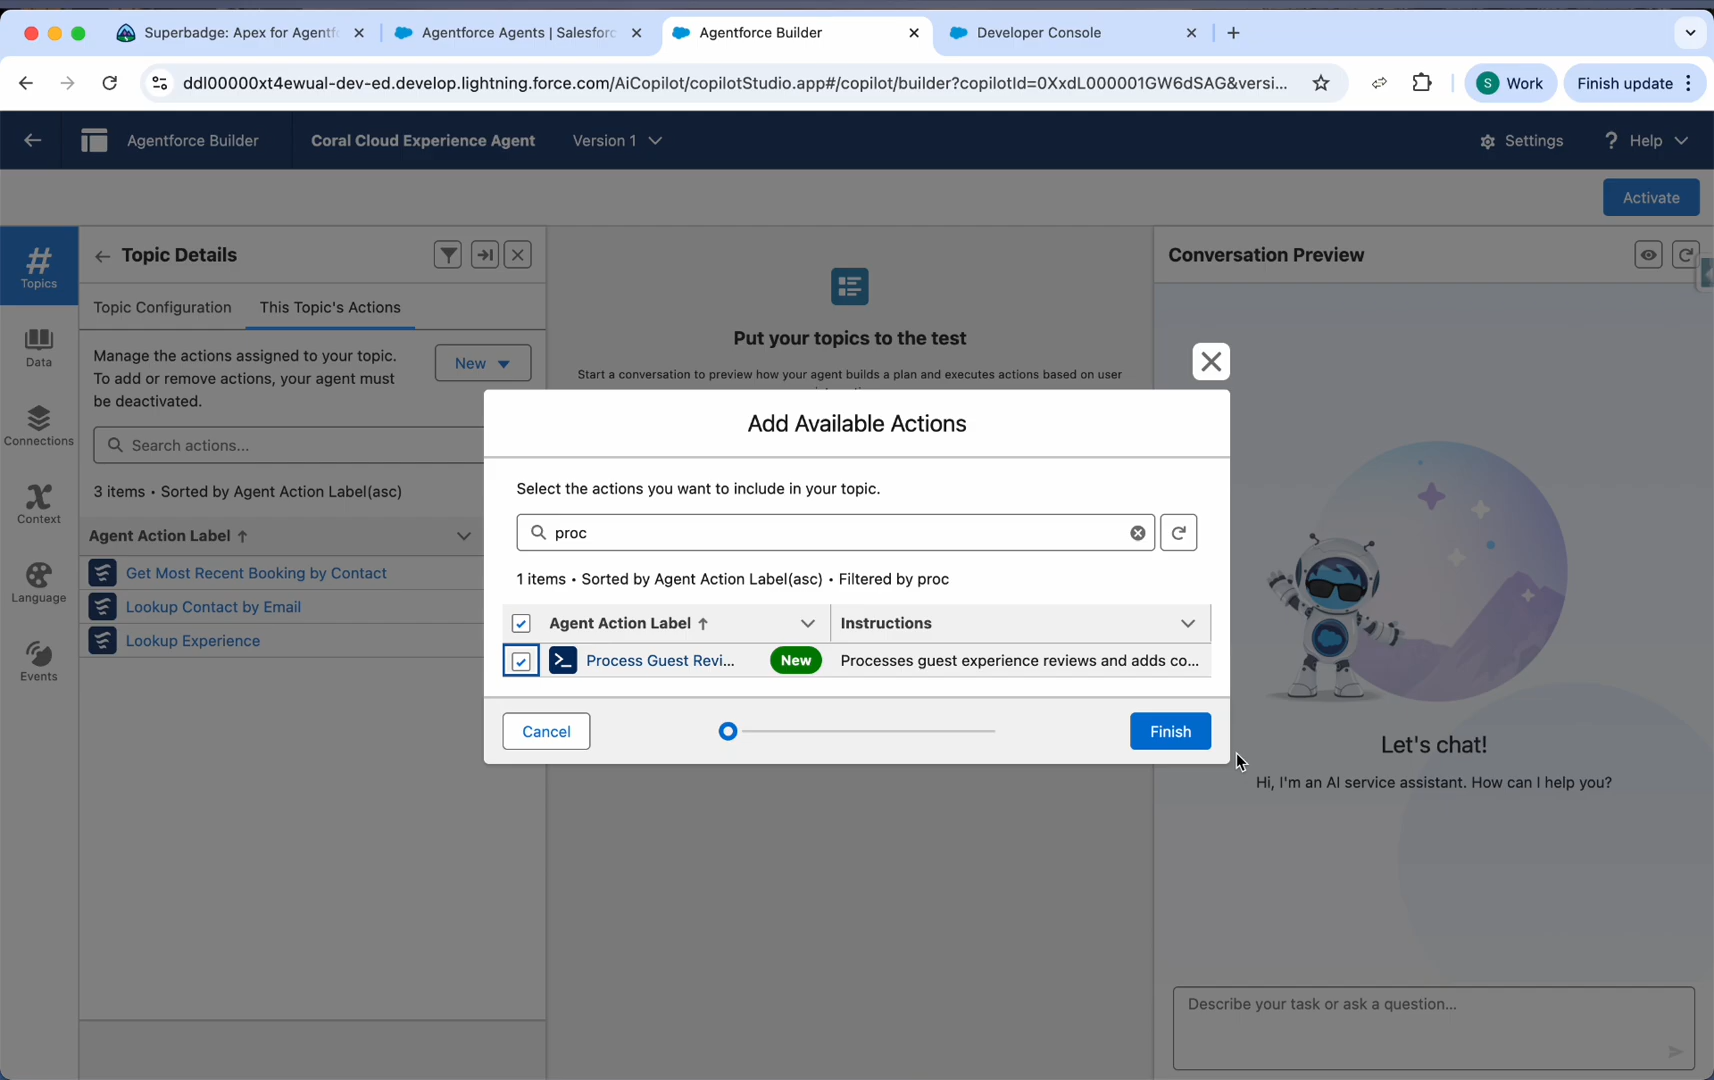 Superbadge: Apex for Agentf
Agentforce Agents | Salesforc
Agentforce Builder
Developer Console
ddl00000xt4ewual-dev-ed.develop.lightning.force.com/AiCopilot/copilotStudio.app#/copilot/builder?copilotId=0XxdL000001GW6dSAG&versi...
S Work
Finish update
Agentforce Builder
Coral Cloud Experience Agent
Version 1
Settings
? Help
Activate
Topics
Data
Connections
Context
Language
Events
Topic Details
Topic Configuration
This Topic's Actions
Manage the actions assigned to your topic.
To add or remove actions, your agent must
be deactivated.
New
Search actions...
3 items • Sorted by Agent Action Label(asc)
Agent Action Label ↑
Get Most Recent Booking by Contact
Lookup Contact by Email
Lookup Experience
Put your topics to the test
Start a conversation to preview how your agent builds a plan and executes actions based on user
Add Available Actions
Select the actions you want to include in your topic.
proc
1 items • Sorted by Agent Action Label(asc) • Filtered by proc
Agent Action Label ↑
Instructions
Process Guest Revi...
New
Processes guest experience reviews and adds co...
Cancel
Finish
Conversation Preview
Let's chat!
Hi, I'm an AI service assistant. How can I help you?
Describe your task or ask a question...